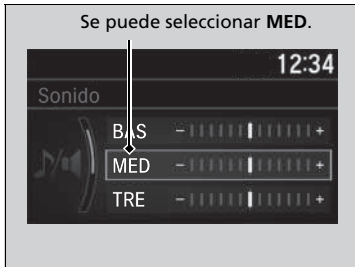 Se puede seleccionar MED.
12:34
Sonido
BAS - +
MED - +
TRE - +